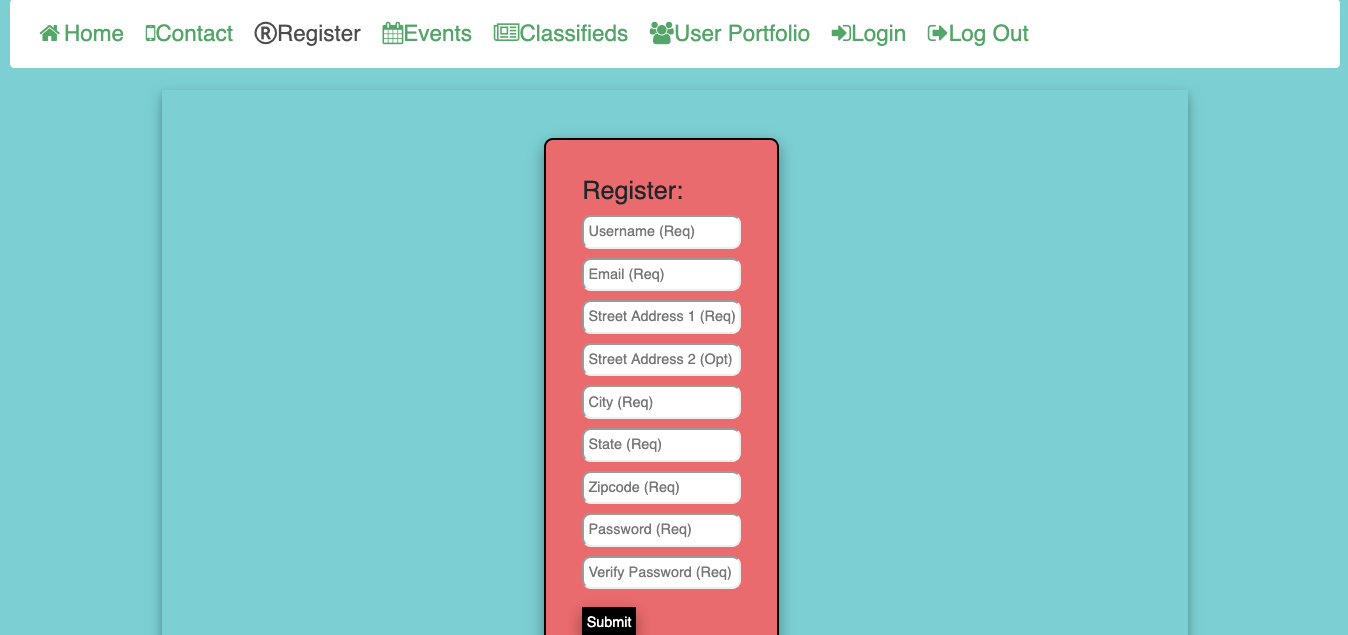 Home Contact ®Register Events Classifieds User Portfolio Login Log Out
Register:
Username (Req)
Email (Req)
Street Address 1 (Req)
Street Address 2 (Opt)
City (Req)
State (Req)
Zipcode (Req)
Password (Req)
Verify Password (Req)
Submit